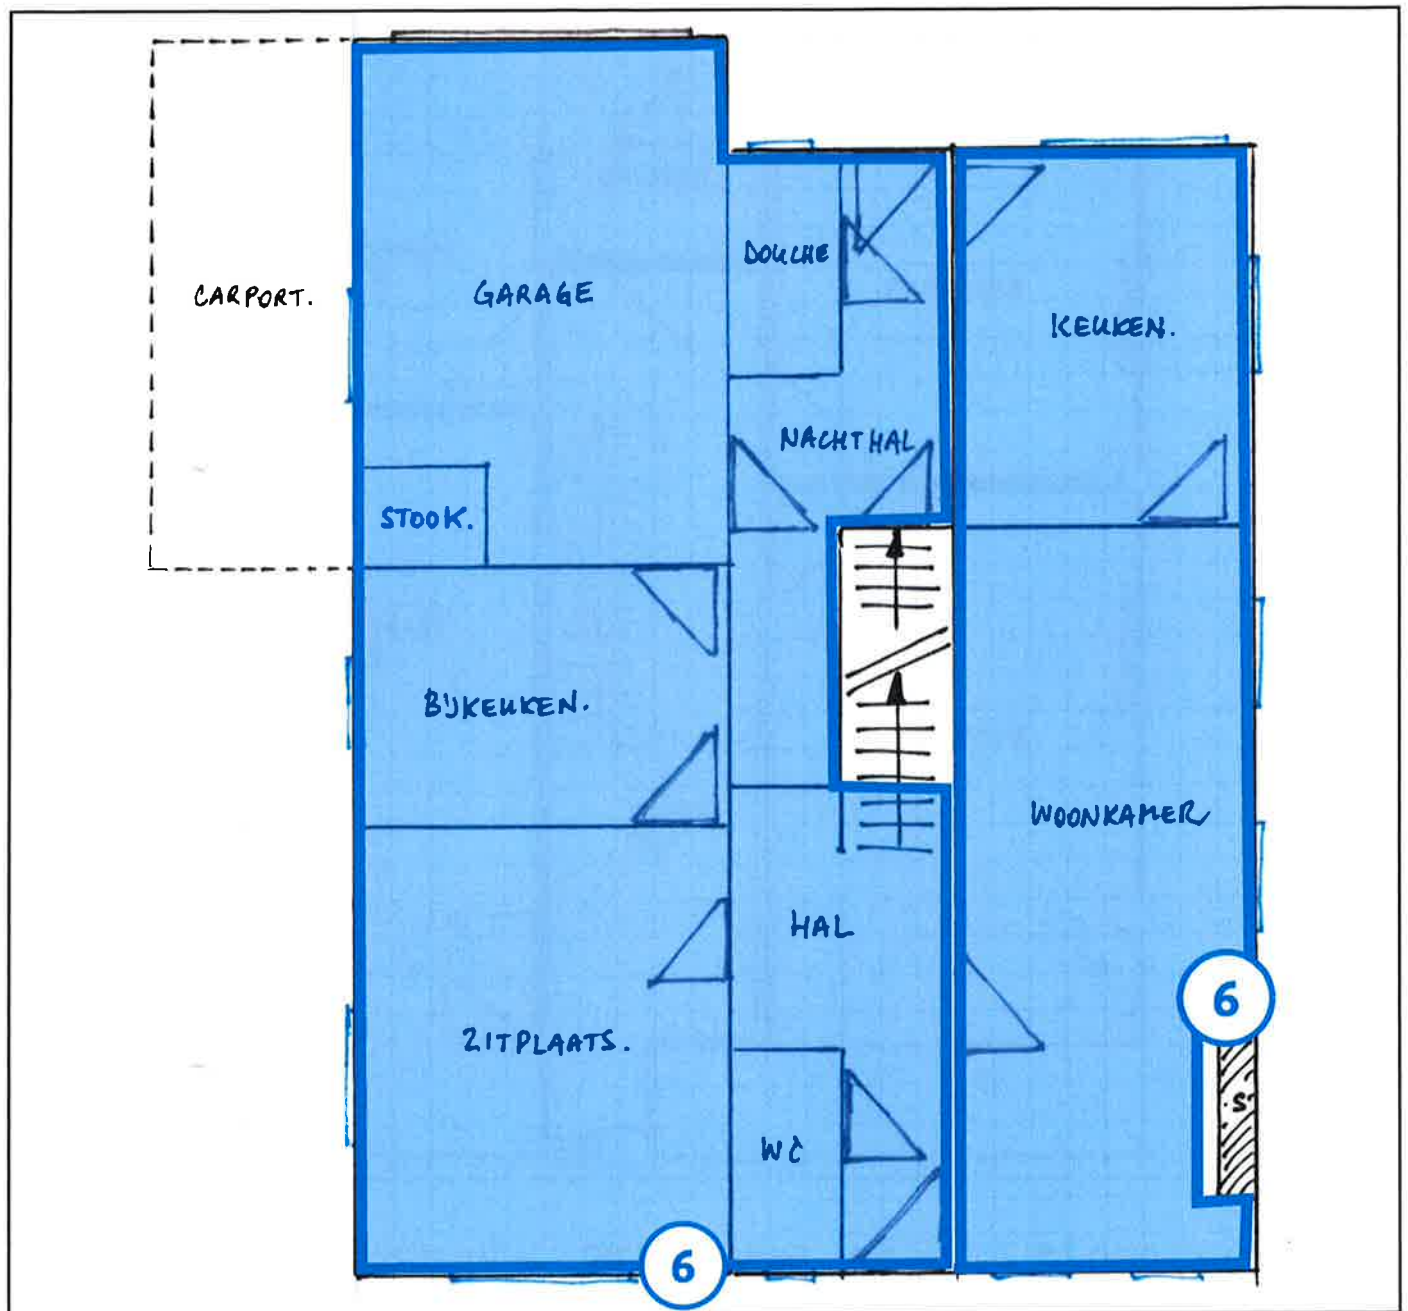 DOUCHE
CARPORT.
GARAGE
KEUKEN.
NACHTHAL
STOOK.
BIJKEUKEN.
WOONKAMER
HAL
6
ZITPLAATS.
S
WC
6